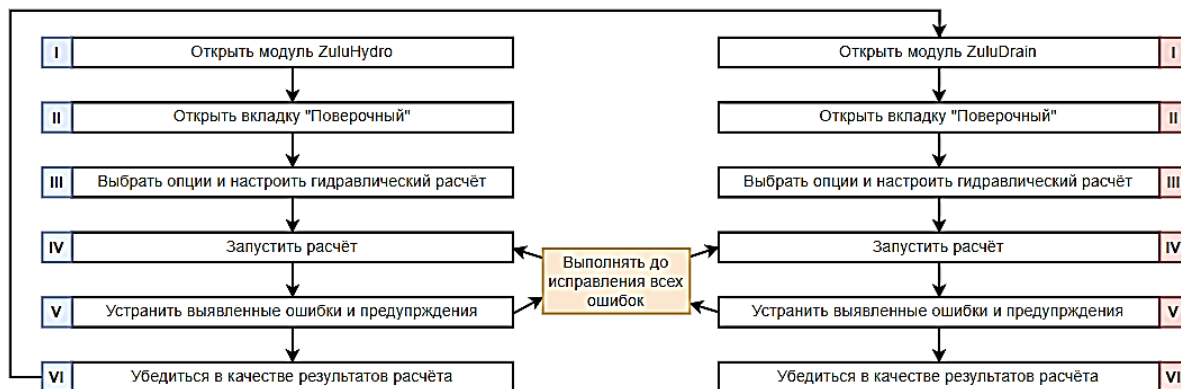 I Открыть модуль ZuluHydro
II Открыть вкладку "Поверочный"
III Выбрать опции и настроить гидравлический расчёт
IV Запустить расчёт
V Устранить выявленные ошибки и предупрждения
VI Убедиться в качестве результатов расчёта
Выполнять до
исправления всех
ошибок
Открыть модуль ZuluDrain I
Открыть вкладку "Поверочный" II
Выбрать опции и настроить гидравлический расчёт III
Запустить расчёт IV
Устранить выявленные ошибки и предупрждения V
Убедиться в качестве результатов расчёта VI